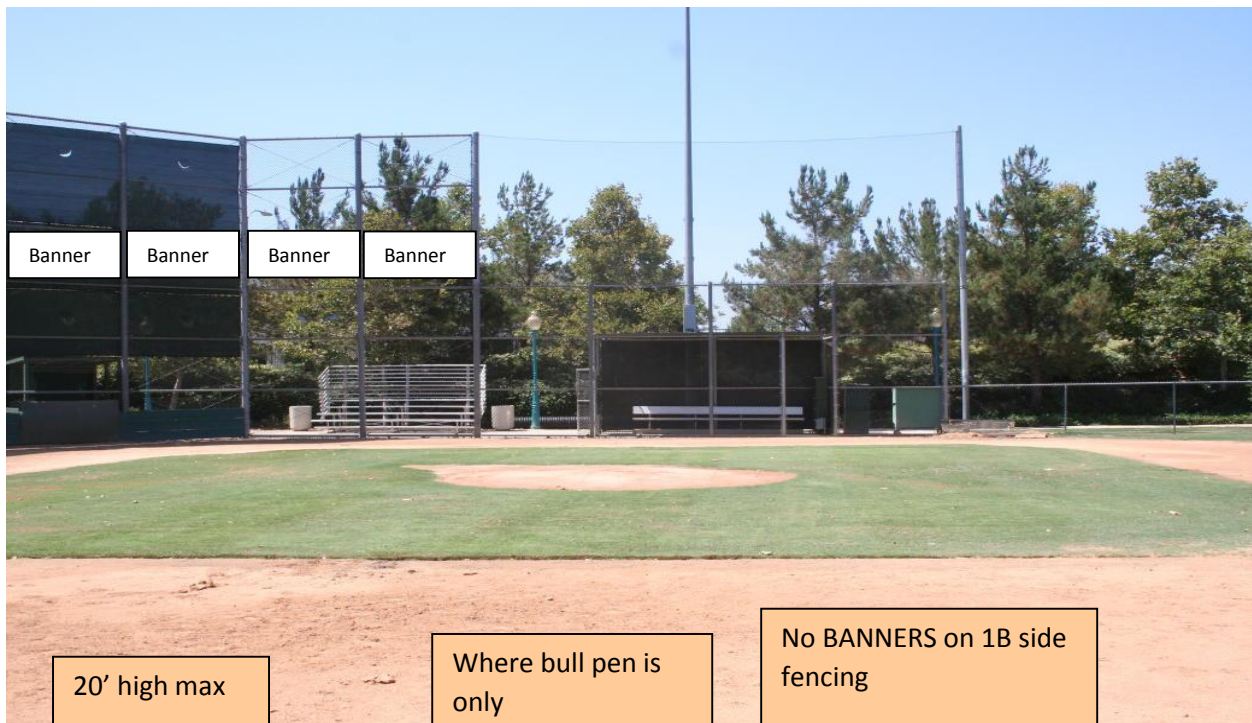 Banner
Banner
Banner
Banner
20’ high max
Where bull pen is
only
No BANNERS on 1B side
fencing